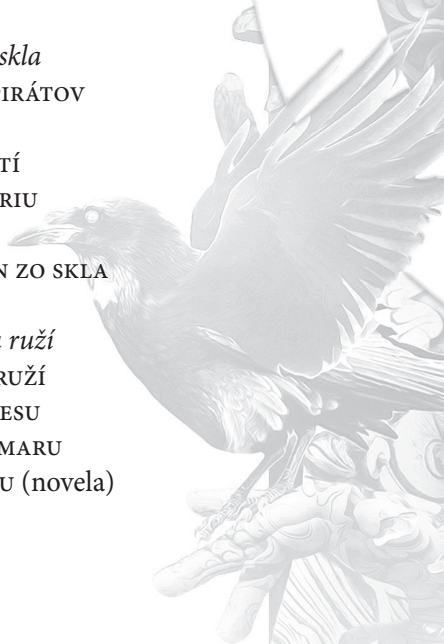 skla
IRÁTOV
TÍ
RIU
N ZO SKLA
ruží
RUŽÍ
ESU
MARU
U (novela)